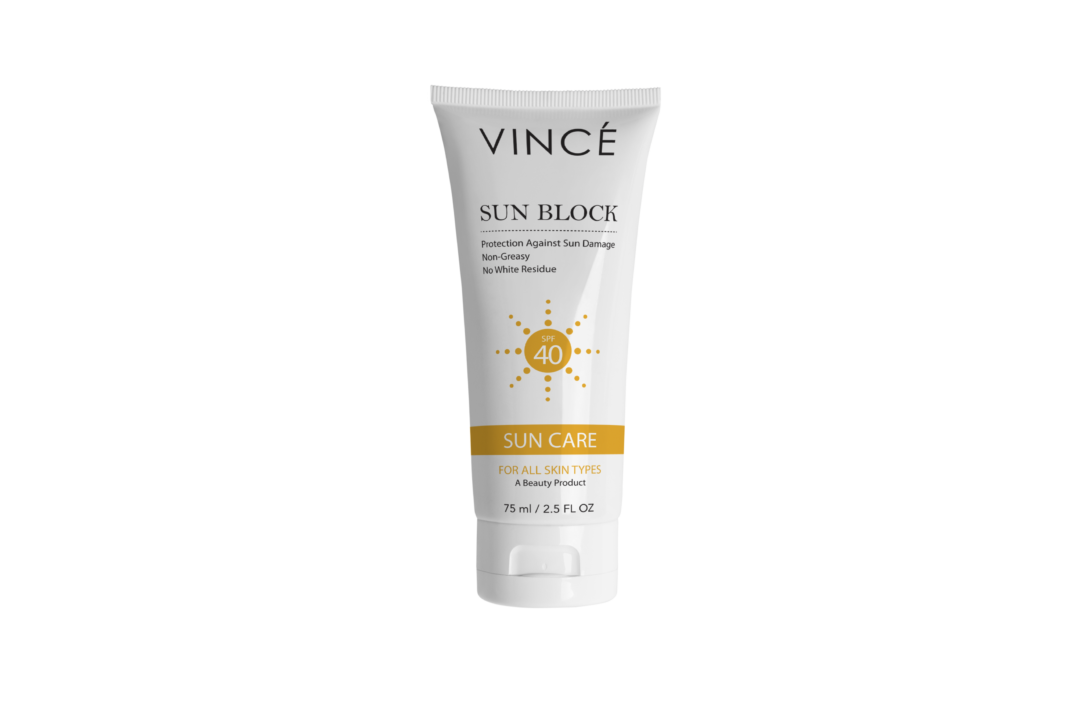 VINCÉ
SUN BLOCK
Protection Against Sun Damage
Non-Greasy
No White Residue
SPF
40
SUN CARE
FOR ALL SKIN TYPES
A Beauty Product
75 ml / 2.5 FL OZ